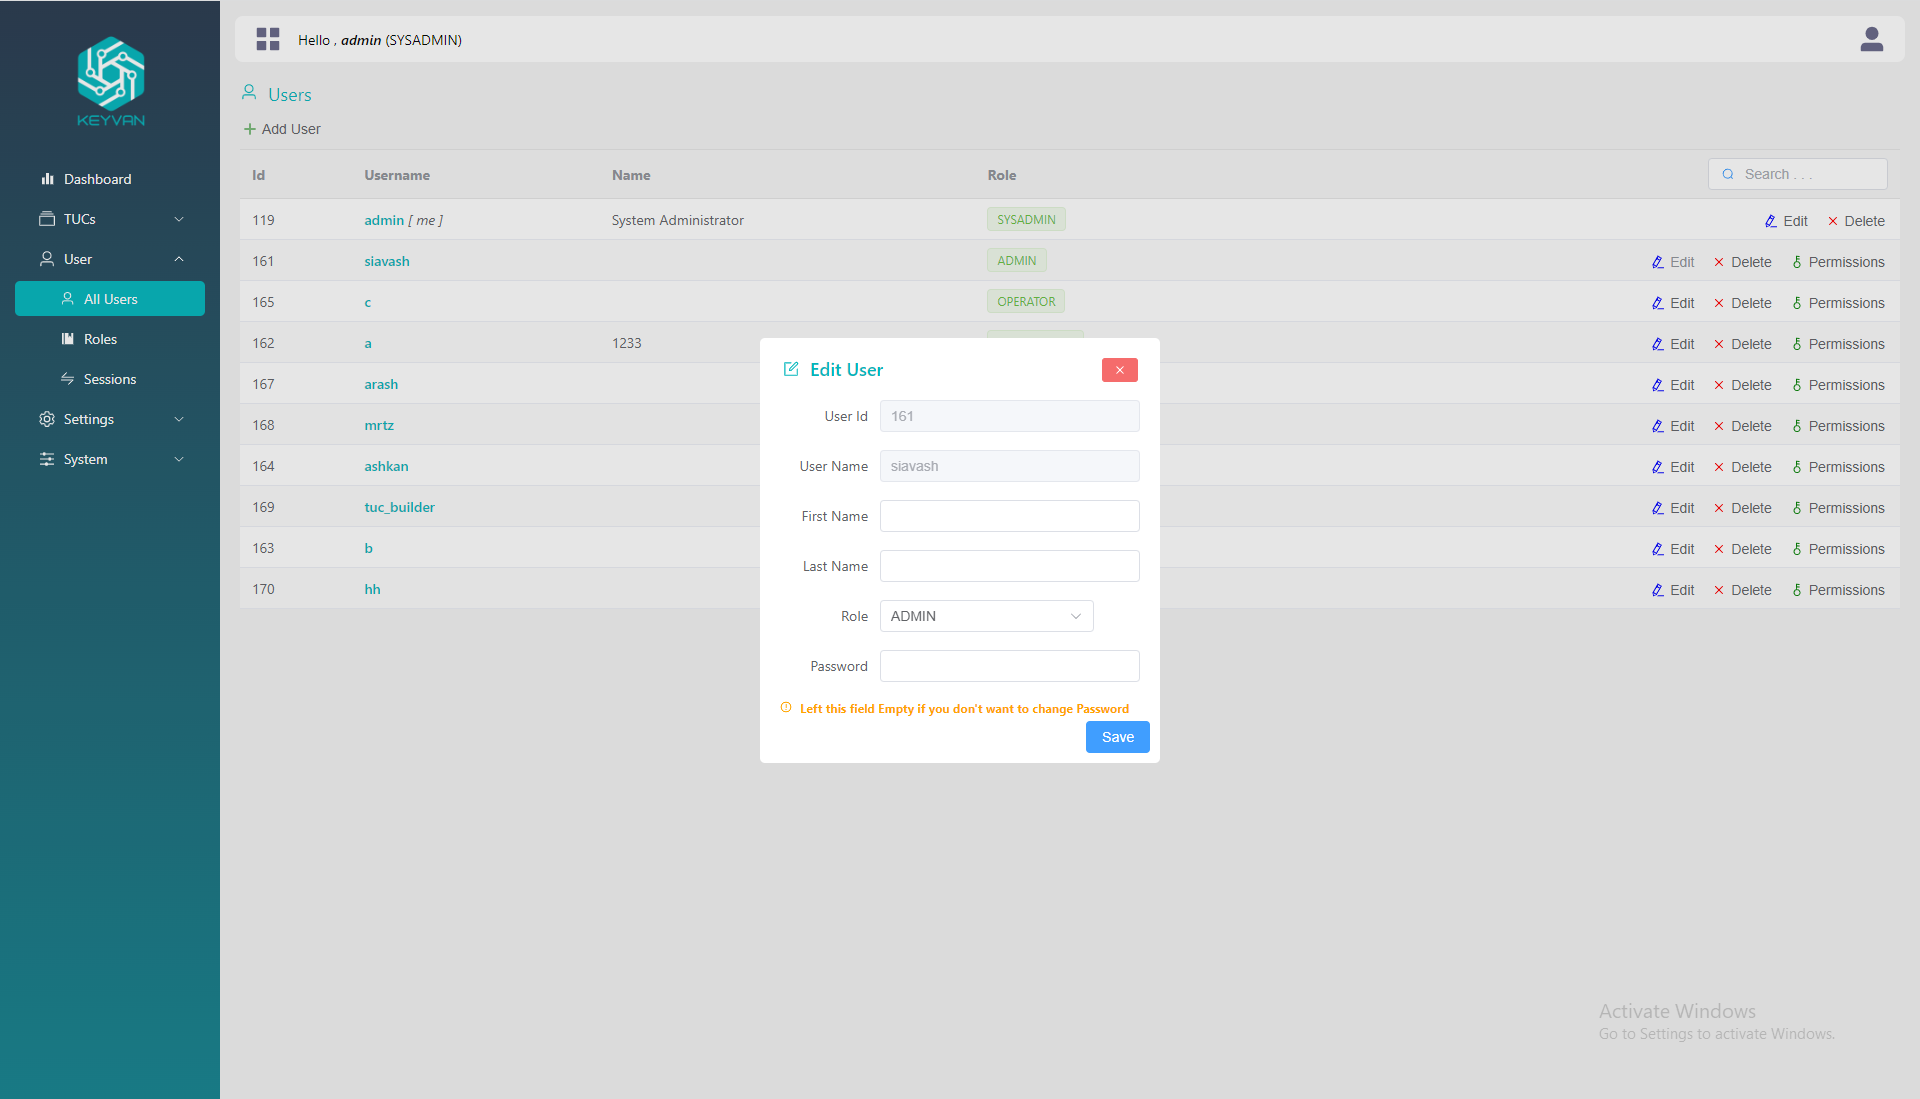 KEYVAN
Dashboard
TUCs
User
All Users
Roles
Sessions
Settings
System
Hello , admin (SYSADMIN)
Users
Add User
Id Username Name Role Search . . .
119 admin [ me ] System Administrator SYSADMIN Edit Delete
161 siavash ADMIN Edit Delete Permissions
165 c OPERATOR Edit Delete Permissions
162 a 1233 Edit Delete Permissions
167 arash Edit Delete Permissions
168 mrtz Edit Delete Permissions
164 ashkan Edit Delete Permissions
169 tuc_builder Edit Delete Permissions
163 b Edit Delete Permissions
170 hh Edit Delete Permissions
Edit User
User Id 161
User Name siavash
First Name
Last Name
Role ADMIN
Password
Left this field Empty if you don't want to change Password
Save
Activate Windows
Go to Settings to activate Windows.